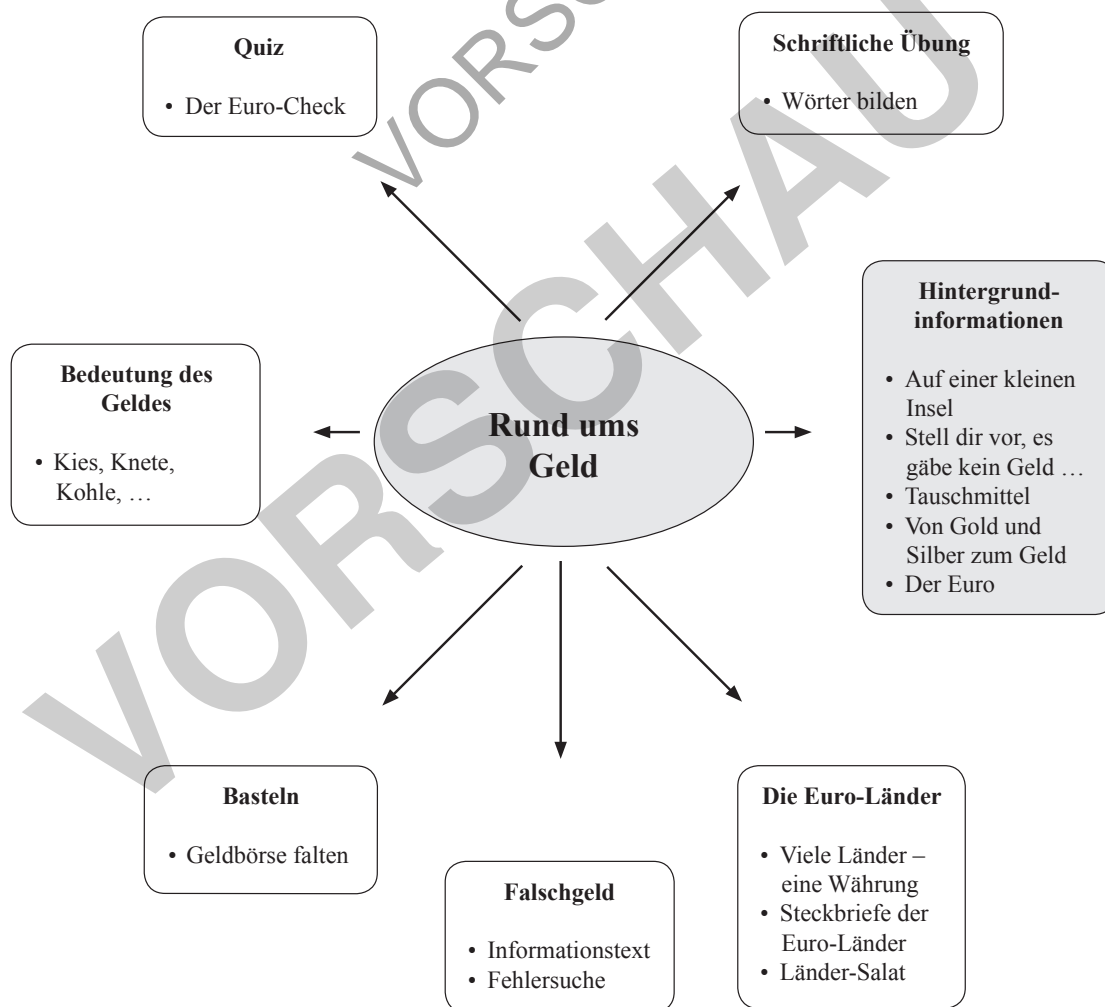 Quiz
• Der Euro-Check
Schriftliche Übung
• Wörter bilden
Hintergrund-
informationen
• Auf einer kleinen
Insel
• Stell dir vor, es
gäbe kein Geld …
• Tauschmittel
• Von Gold und
Silber zum Geld
• Der Euro
Bedeutung des
Geldes
• Kies, Knete,
Kohle, …
Rund ums
Geld
Basteln
• Geldbörse falten
Falschgeld
• Informationstext
• Fehlersuche
Die Euro-Länder
• Viele Länder –
eine Währung
• Steckbriefe der
Euro-Länder
• Länder-Salat
VORSCHAU